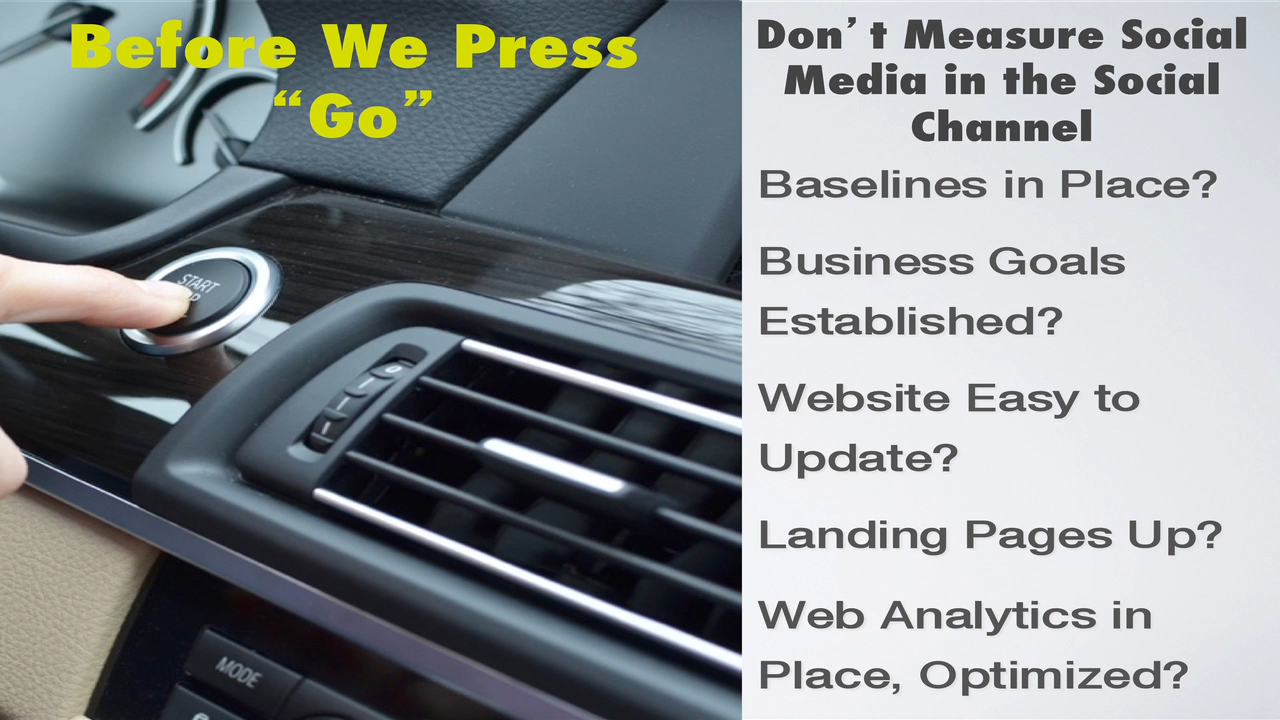 Before We Press
“Go”
Don’t Measure Social
Media in the Social
Channel
Baselines in Place?
Business Goals
Established?
Website Easy to
Update?
Landing Pages Up?
Web Analytics in
Place, Optimized?
START
MODE